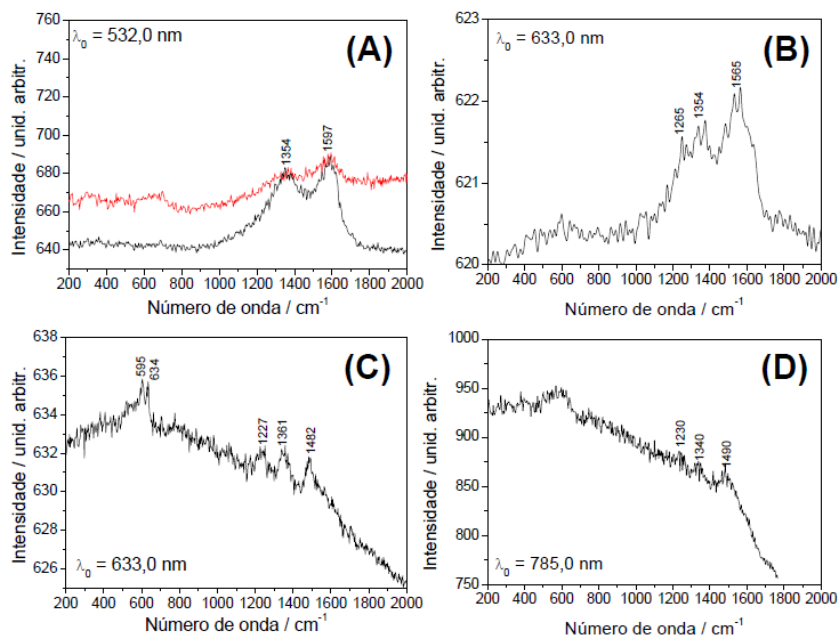 λ₀ = 532,0 nm
(A)
Intensidade / unid. arbitr.
760
740
720
700
680
660
640
1354
1597
200 400 600 800 1000 1200 1400 1600 1800 2000
Número de onda / cm⁻¹
λ₀ = 633,0 nm
(B)
Intensidade / unid. arbitr.
623
622
621
620
1265
1354
1565
200 400 600 800 1000 1200 1400 1600 1800 2000
Número de onda / cm⁻¹
(C)
Intensidade / unid. arbitr.
638
636
634
632
630
628
626
595
634
1227
1361
1482
λ₀ = 633,0 nm
200 400 600 800 1000 1200 1400 1600 1800 2000
Número de onda / cm⁻¹
(D)
Intensidade / unid. arbitr.
1000
950
900
850
800
750
1230
1340
1490
λ₀ = 785,0 nm
200 400 600 800 1000 1200 1400 1600 1800 2000
Número de onda / cm⁻¹